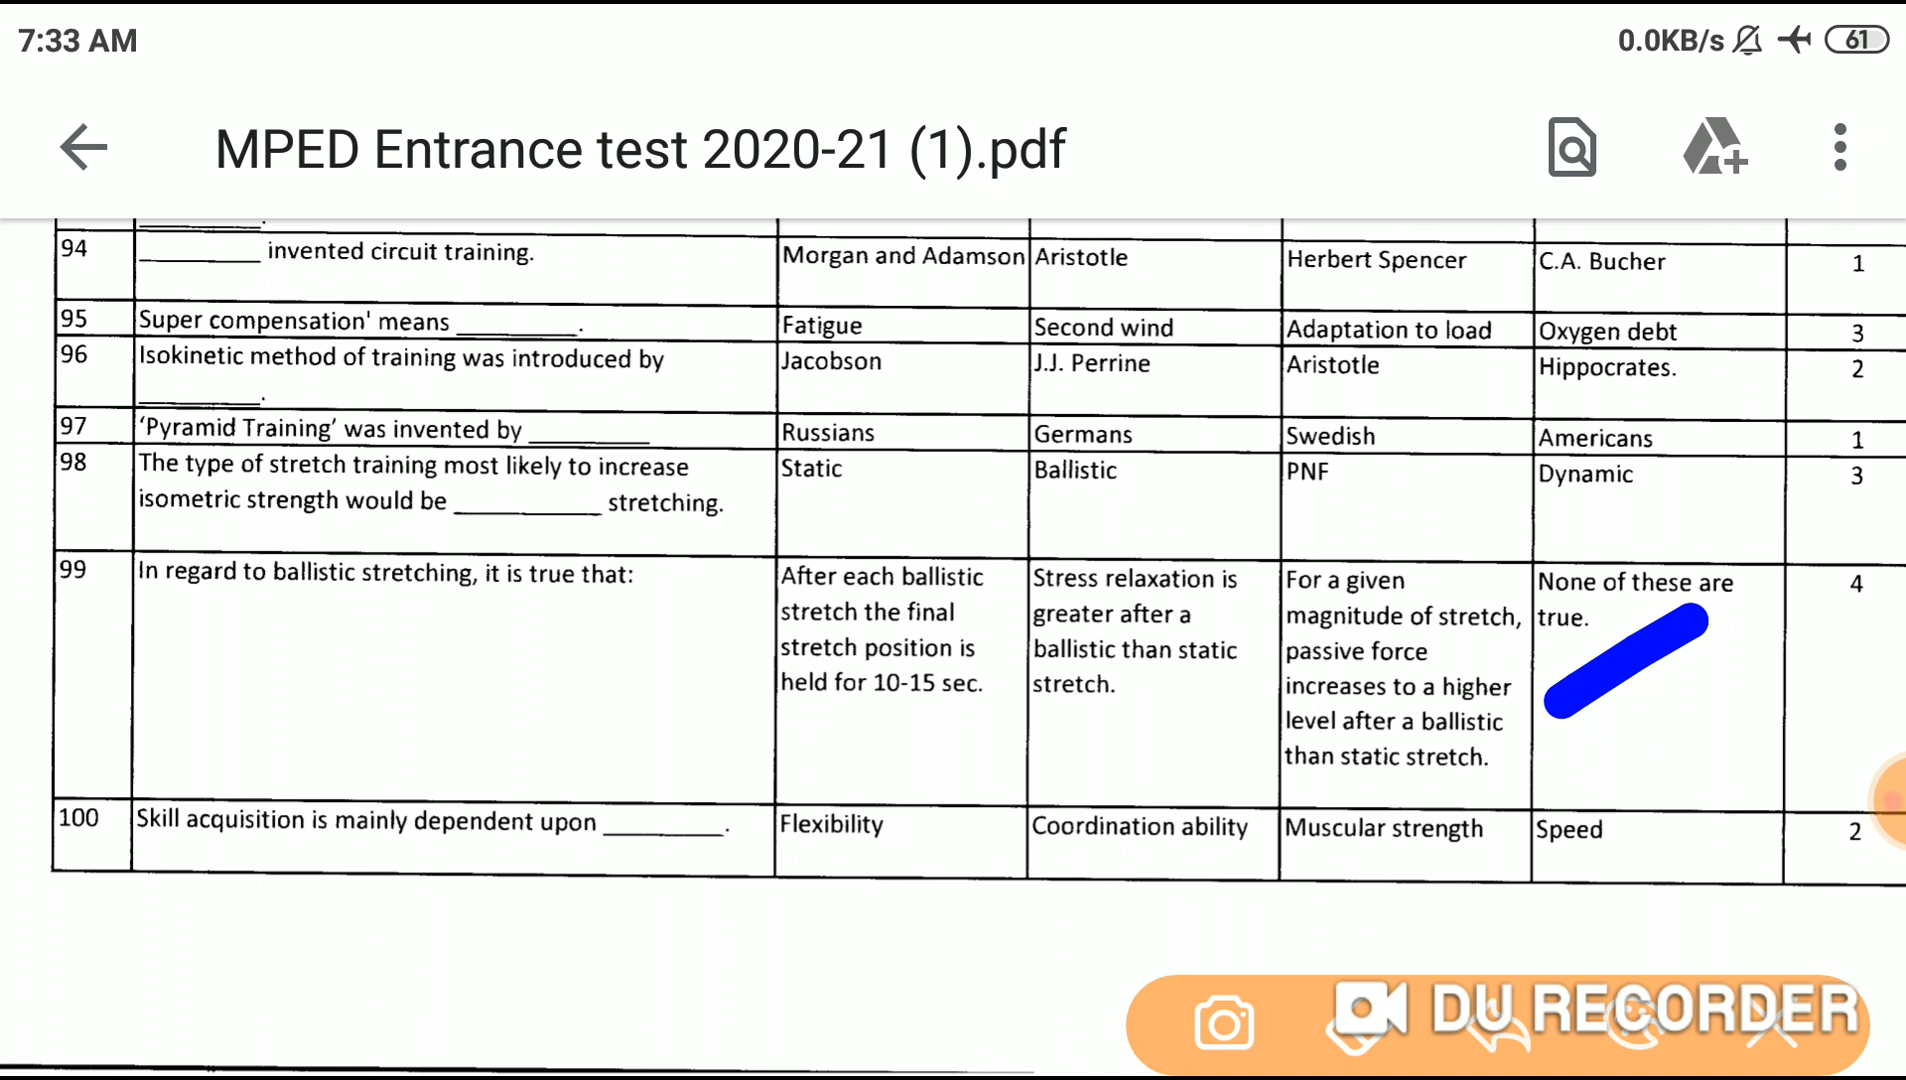 7:33 AM
0.0KB/s
61
MPED Entrance test 2020-21 (1).pdf
94
__________ invented circuit training.
Morgan and Adamson
Aristotle
Herbert Spencer
C.A. Bucher
1
95
Super compensation' means __________.
Fatigue
Second wind
Adaptation to load
Oxygen debt
3
96
Isokinetic method of training was introduced by
__________.
Jacobson
J.J. Perrine
Aristotle
Hippocrates.
2
97
‘Pyramid Training’ was invented by __________
Russians
Germans
Swedish
Americans
1
98
The type of stretch training most likely to increase
isometric strength would be ____________ stretching.
Static
Ballistic
PNF
Dynamic
3
99
In regard to ballistic stretching, it is true that:
After each ballistic
stretch the final
stretch position is
held for 10-15 sec.
Stress relaxation is
greater after a
ballistic than static
stretch.
For a given
magnitude of stretch,
passive force
increases to a higher
level after a ballistic
than static stretch.
None of these are
true.
4
100
Skill acquisition is mainly dependent upon __________.
Flexibility
Coordination ability
Muscular strength
Speed
2
DU RECORDER